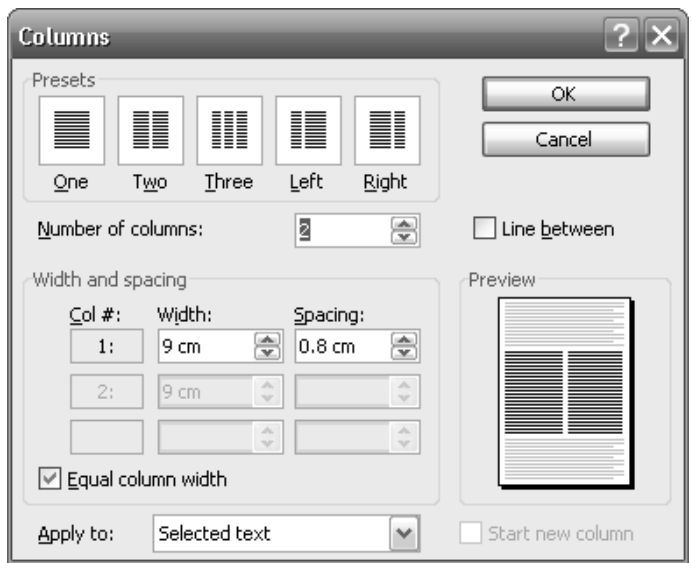 Columns
Presets
OK
Cancel
One Two Three Left Right
Number of columns: 2
Line between
Width and spacing
Preview
Col #: Width: Spacing:
1: 9 cm 0.8 cm
2: 9 cm
Equal column width
Apply to: Selected text
Start new column